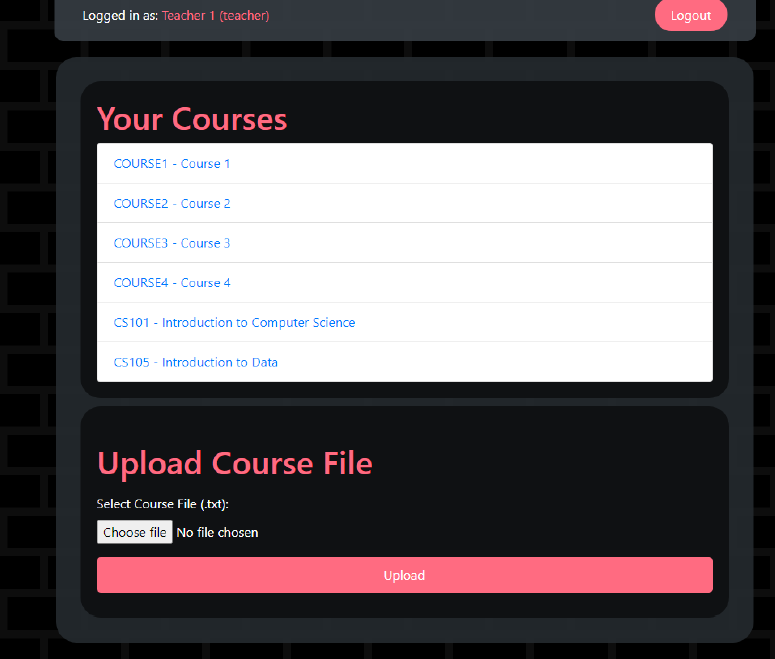 Logged in as: Teacher 1 (teacher)
Logout
Your Courses
COURSE1 - Course 1
COURSE2 - Course 2
COURSE3 - Course 3
COURSE4 - Course 4
CS101 - Introduction to Computer Science
CS105 - Introduction to Data
Upload Course File
Select Course File (.txt):
Choose file No file chosen
Upload